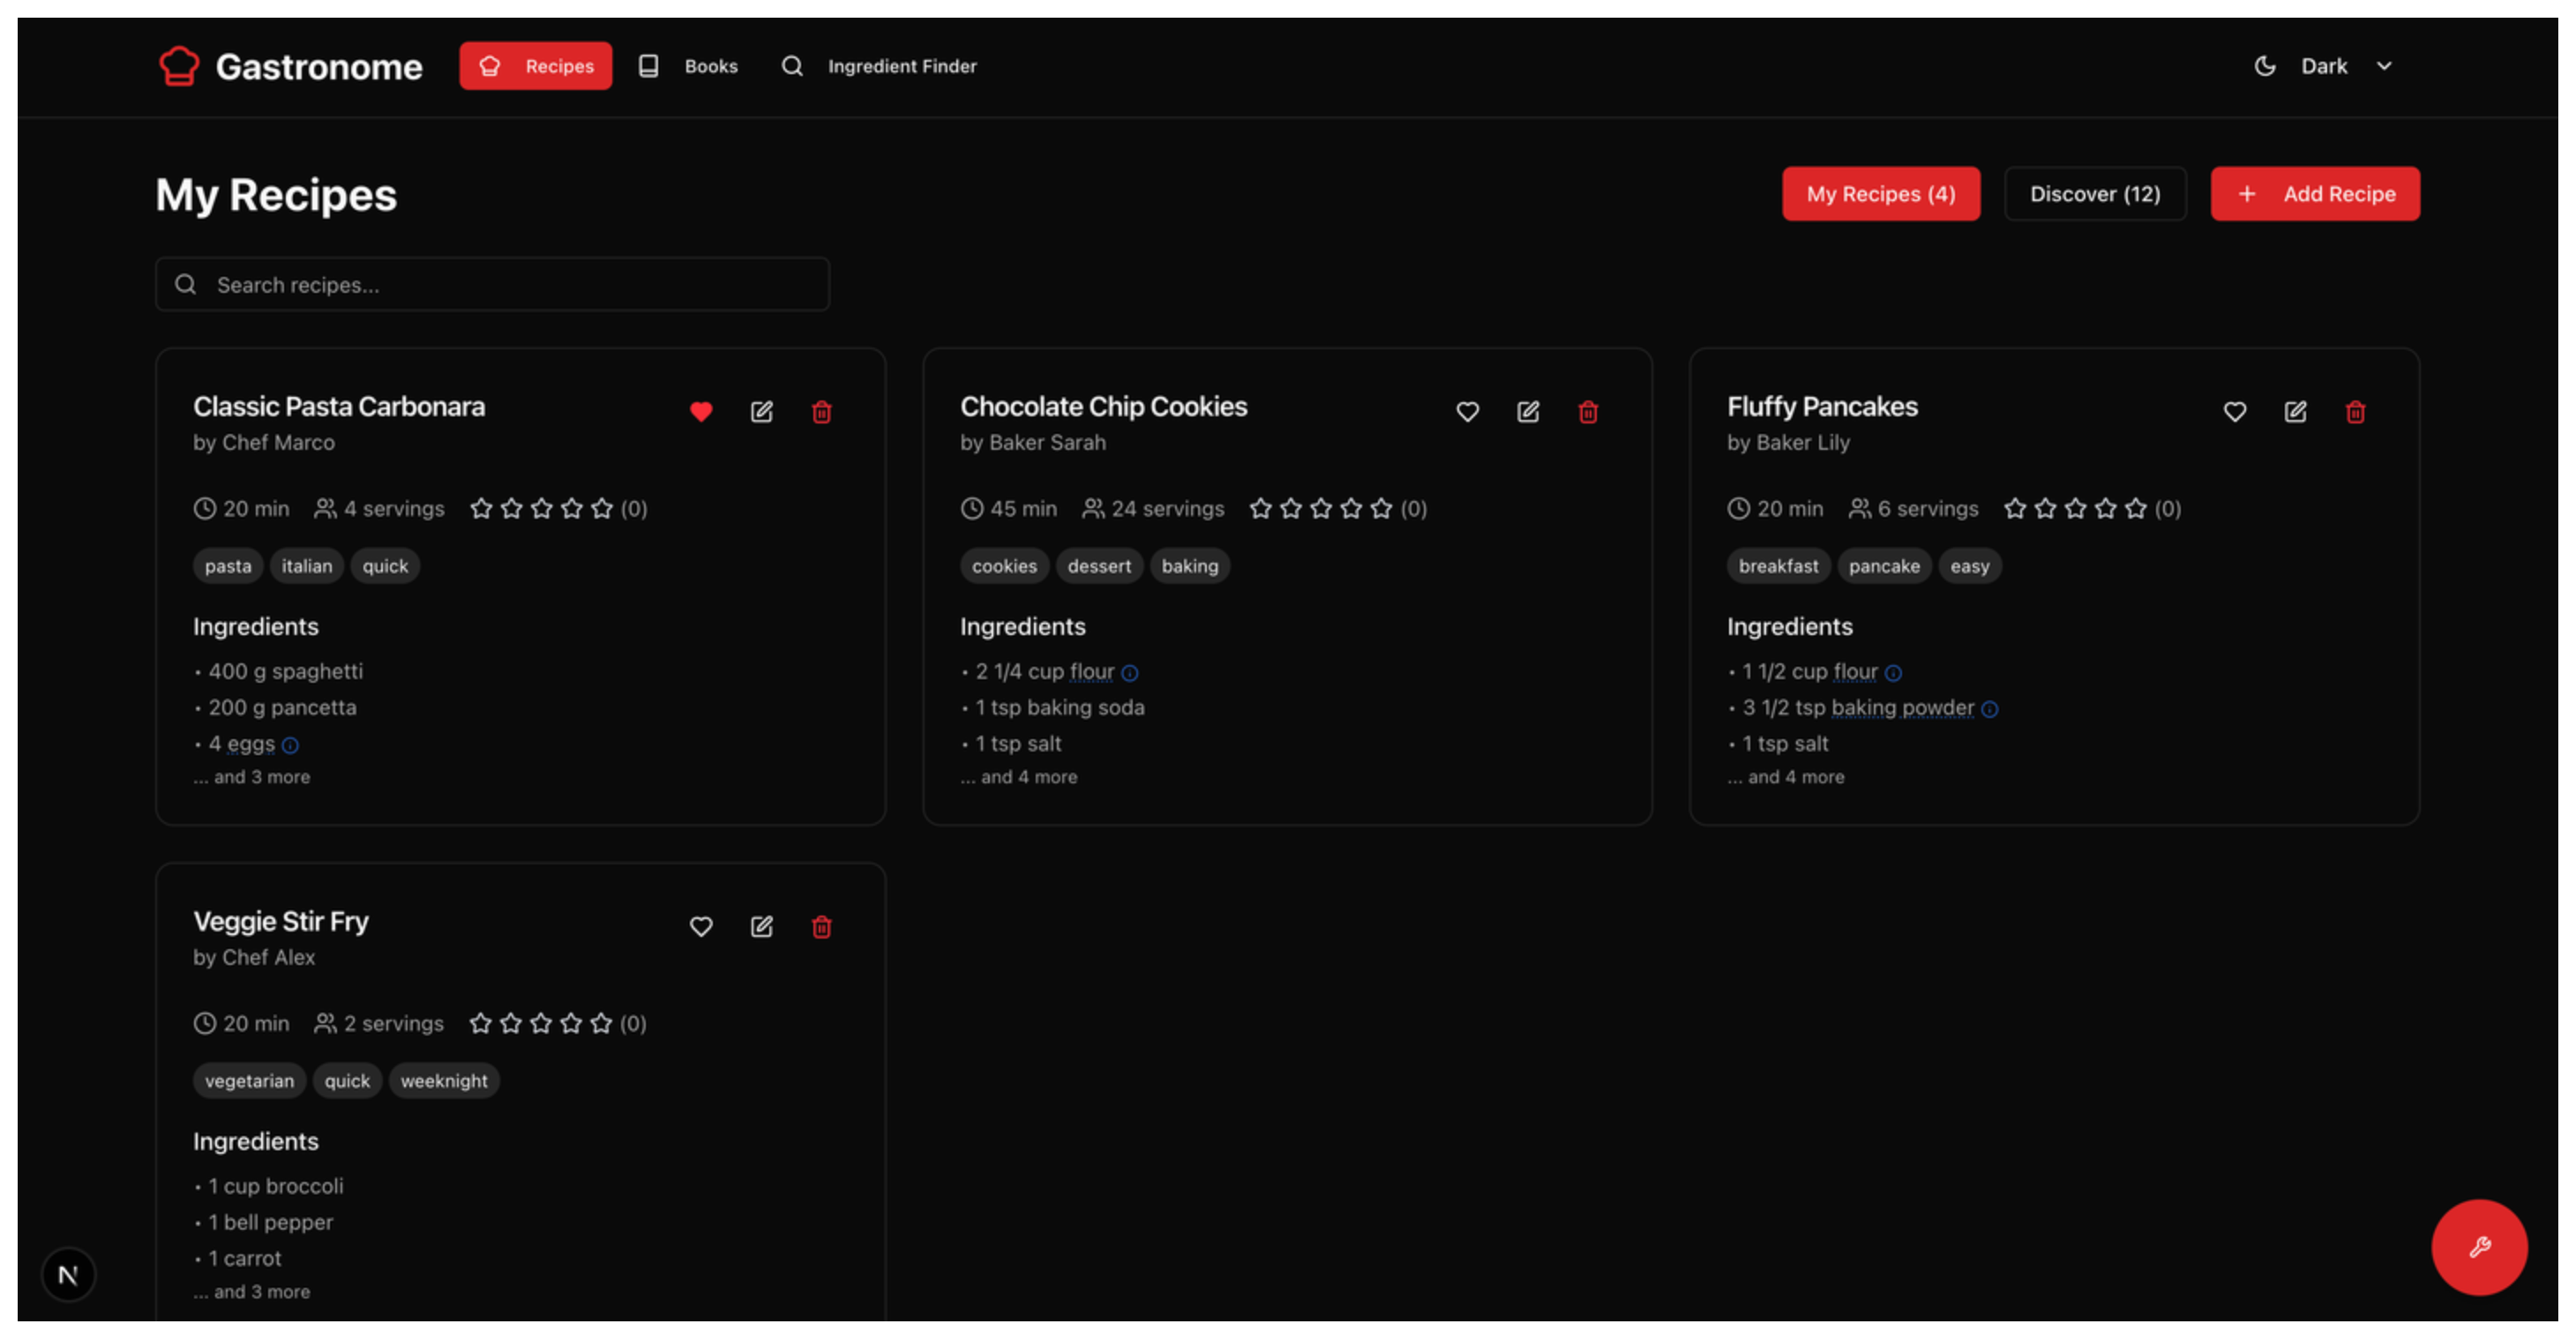 Gastronome Recipes Books Ingredient Finder Dark
My Recipes My Recipes (4) Discover (12) + Add Recipe
Search recipes...
Classic Pasta Carbonara
by Chef Marco
20 min 4 servings (0)
pasta italian quick
Ingredients
• 400 g spaghetti
• 200 g pancetta
• 4 eggs
... and 3 more
Chocolate Chip Cookies
by Baker Sarah
45 min 24 servings (0)
cookies dessert baking
Ingredients
• 2 1/4 cup flour
• 1 tsp baking soda
• 1 tsp salt
... and 4 more
Fluffy Pancakes
by Baker Lily
20 min 6 servings (0)
breakfast pancake easy
Ingredients
• 1 1/2 cup flour
• 3 1/2 tsp baking powder
• 1 tsp salt
... and 4 more
Veggie Stir Fry
by Chef Alex
20 min 2 servings (0)
vegetarian quick weeknight
Ingredients
• 1 cup broccoli
• 1 bell pepper
• 1 carrot
... and 3 more
N